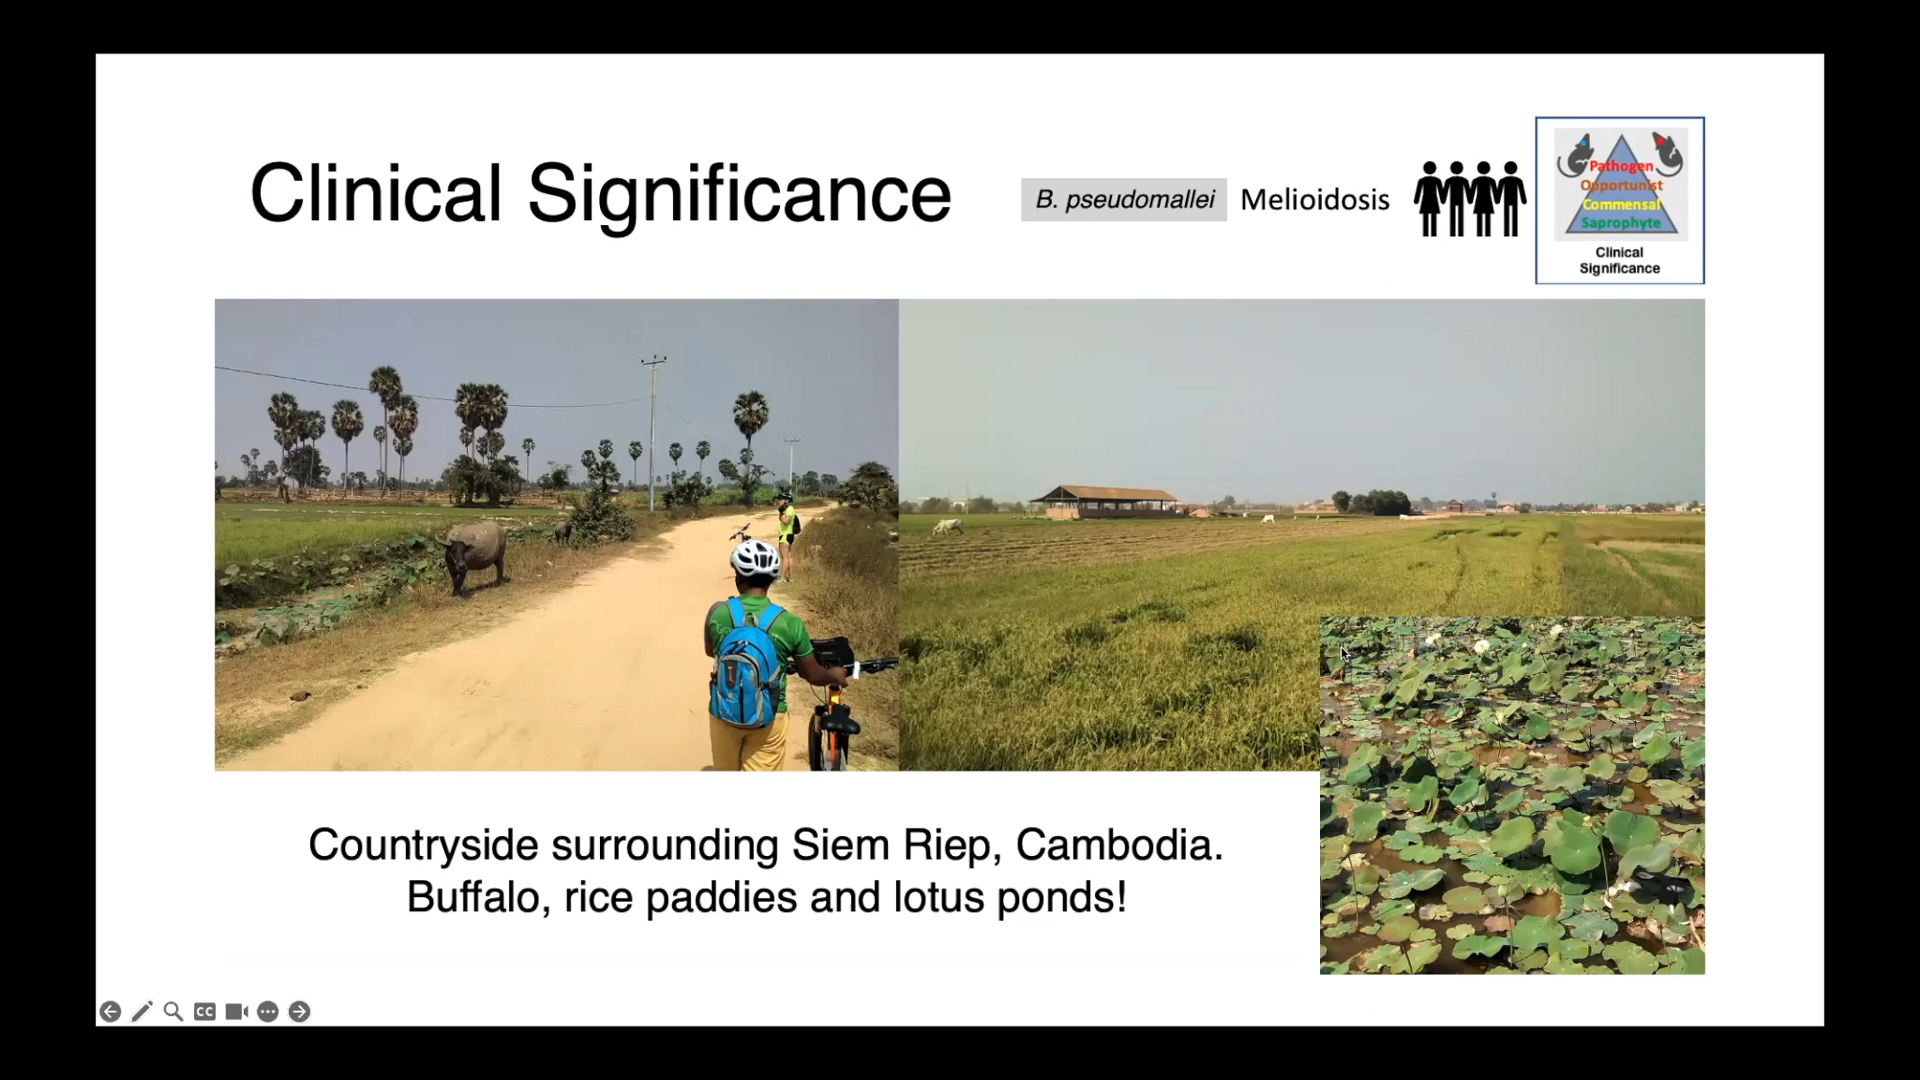 Clinical Significance
B. pseudomallei
Melioidosis
Pathogen
Opportunist
Commensal
Saprophyte
Clinical
Significance
Countryside surrounding Siem Riep, Cambodia.
Buffalo, rice paddies and lotus ponds!
CC